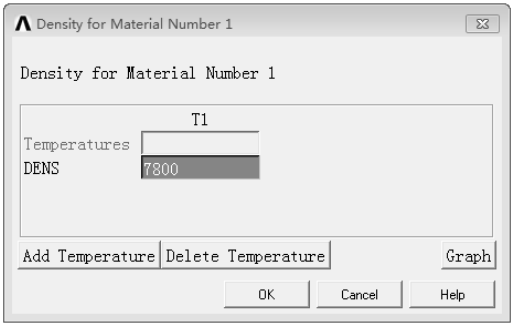 Density for Material Number 1
Density for Material Number 1
T1
Temperatures
DENS 7800
Add Temperature Delete Temperature Graph
OK Cancel Help